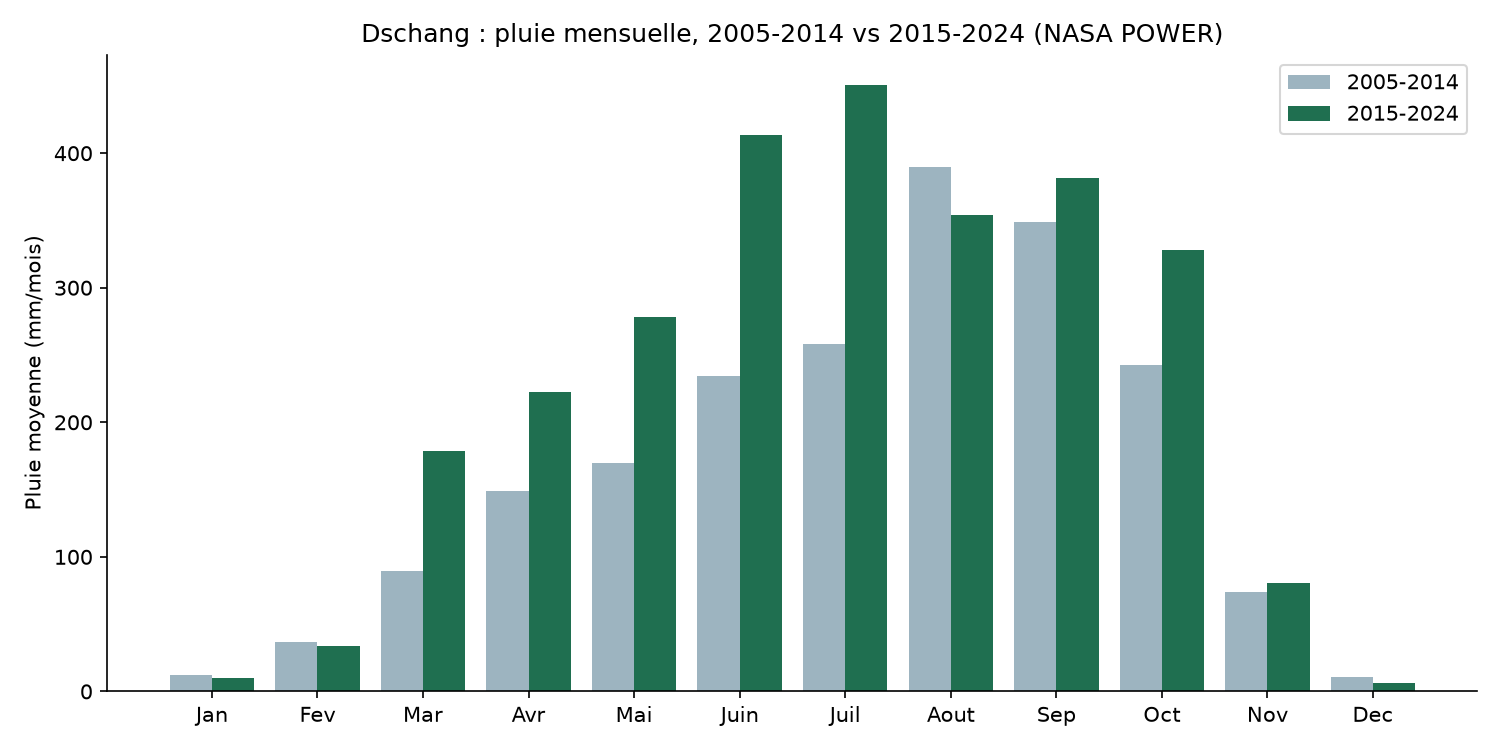 Dschang : pluie mensuelle, 2005-2014 vs 2015-2024 (NASA POWER)
2005-2014
2015-2024
Pluie moyenne (mm/mois)
400
300
200
100
0
Jan Fev Mar Avr Mai Juin Juil Aout Sep Oct Nov Dec